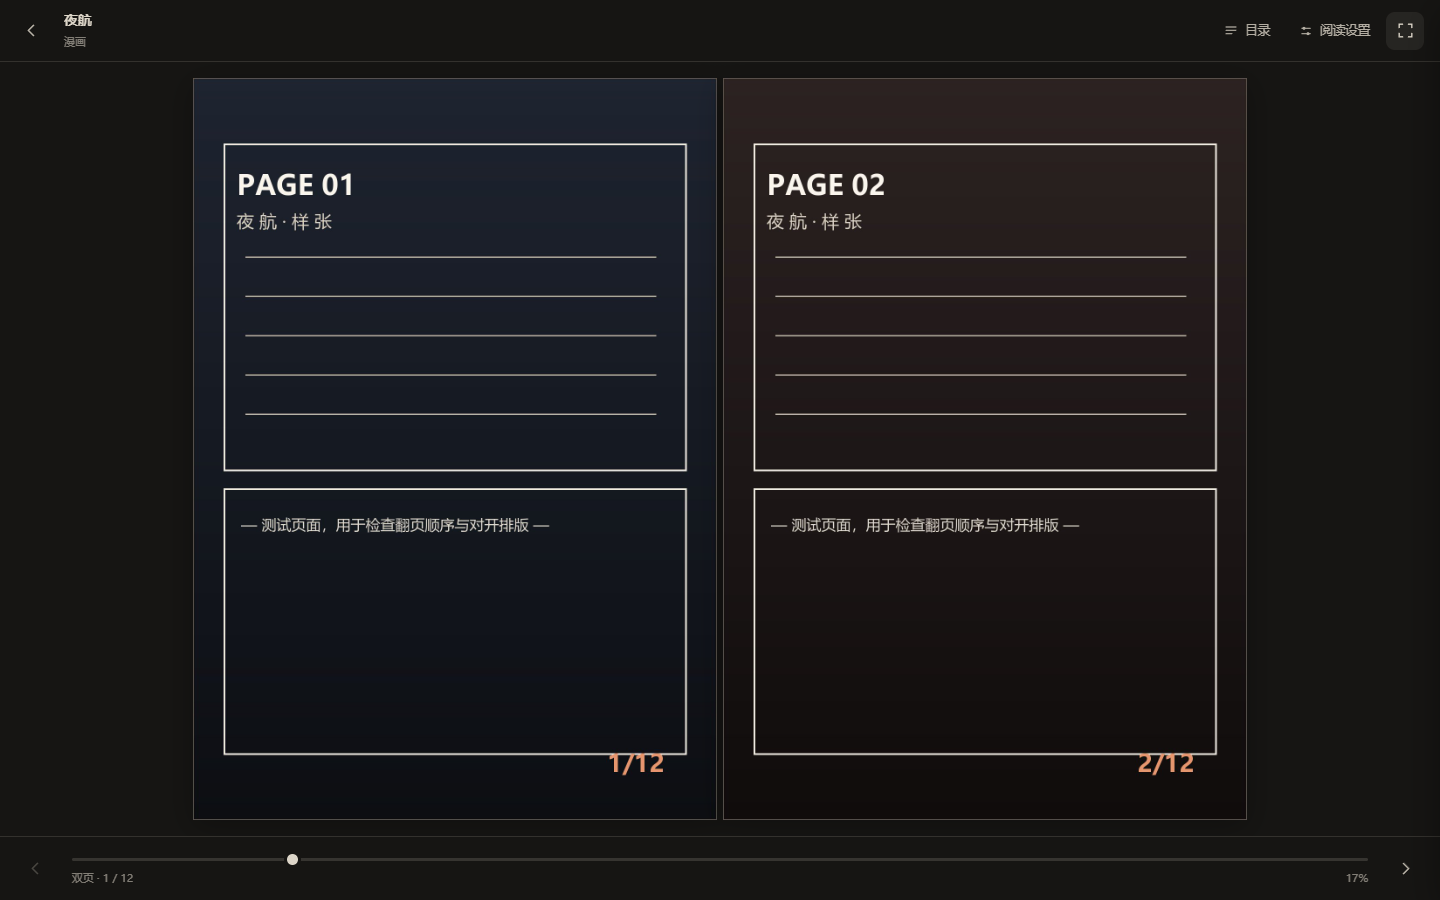 夜航
漫画
目录
阅读设置
PAGE 01
夜航·样张
— 测试页面，用于检查翻页顺序与对开排版 —
1/12
PAGE 02
夜航·样张
— 测试页面，用于检查翻页顺序与对开排版 —
2/12
双页 · 1 / 12
17%